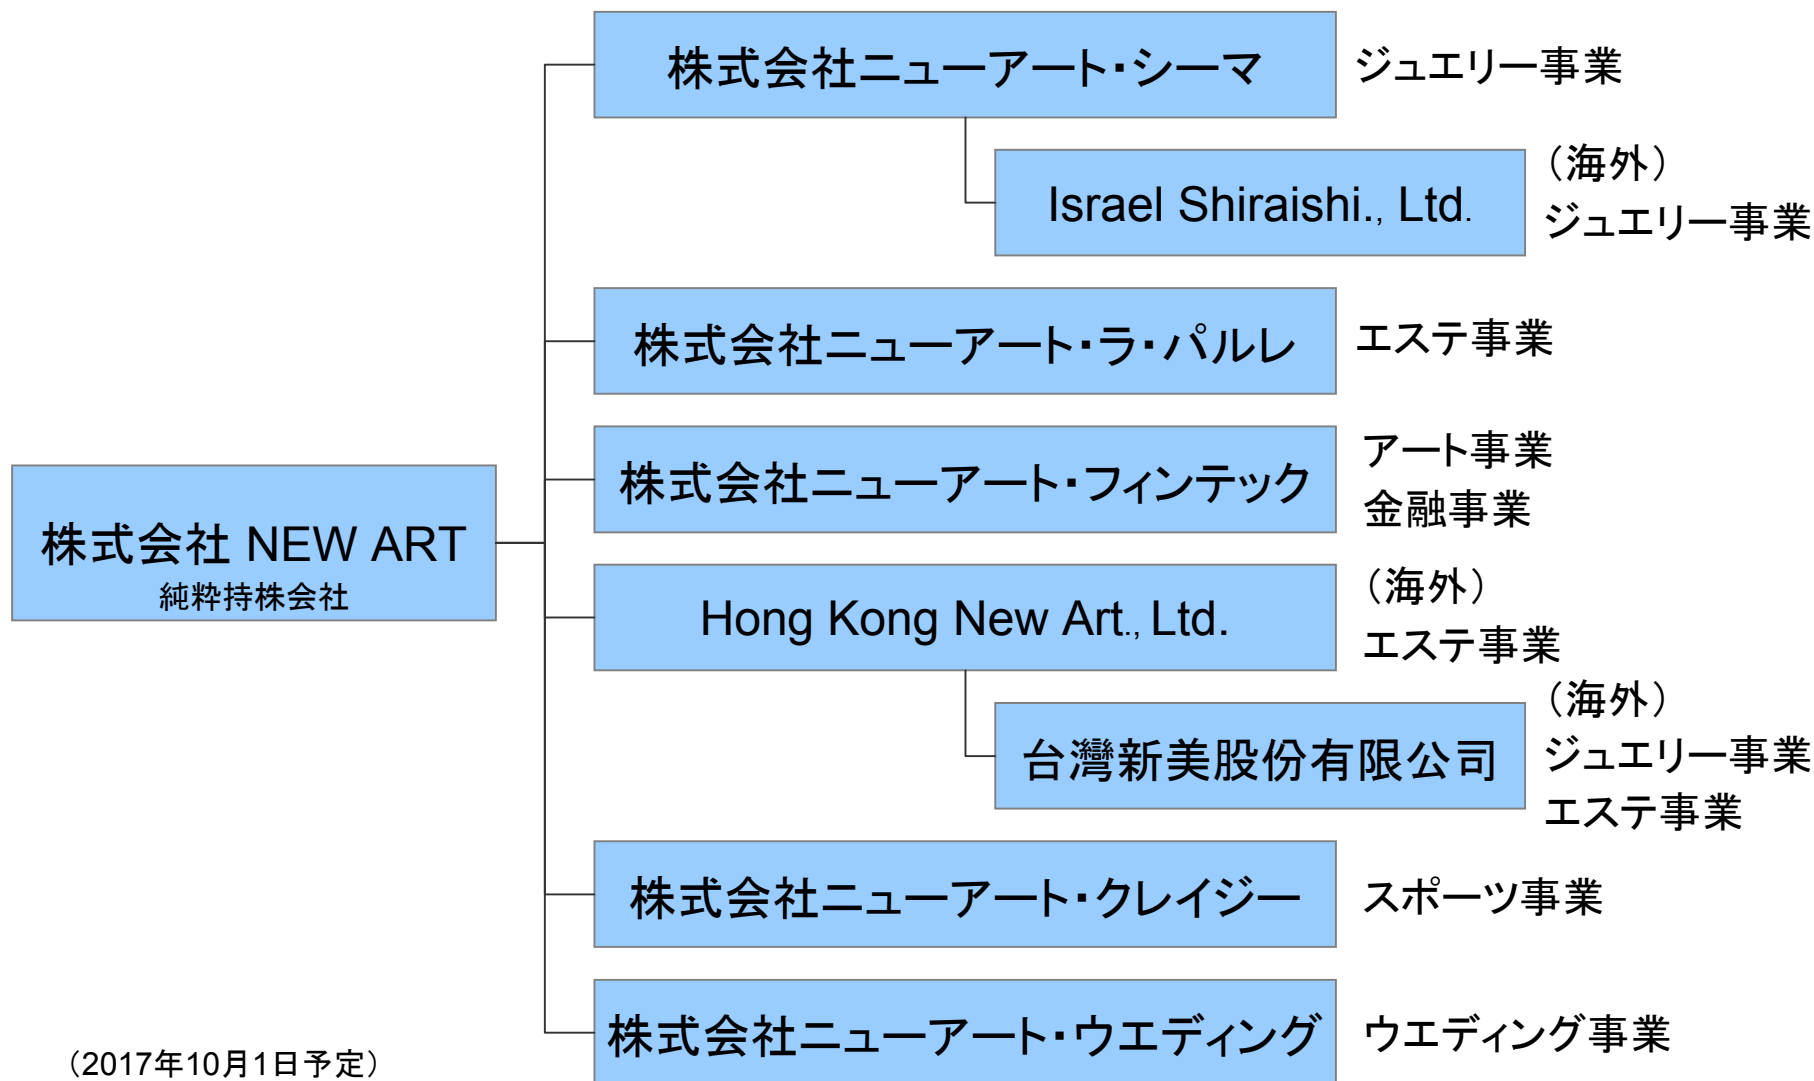 株式会社ニューアート・シーマ
ジュエリー事業
Israel Shiraishi., Ltd.
（海外）
ジュエリー事業
株式会社ニューアート・ラ・パルレ
エステ事業
株式会社ニューアート・フィンテック
アート事業
金融事業
株式会社 NEW ART
純粋持株会社
Hong Kong New Art., Ltd.
（海外）
エステ事業
台灣新美股份有限公司
（海外）
ジュエリー事業
エステ事業
株式会社ニューアート・クレイジー
スポーツ事業
株式会社ニューアート・ウエディング
ウエディング事業
（2017年10月1日予定）